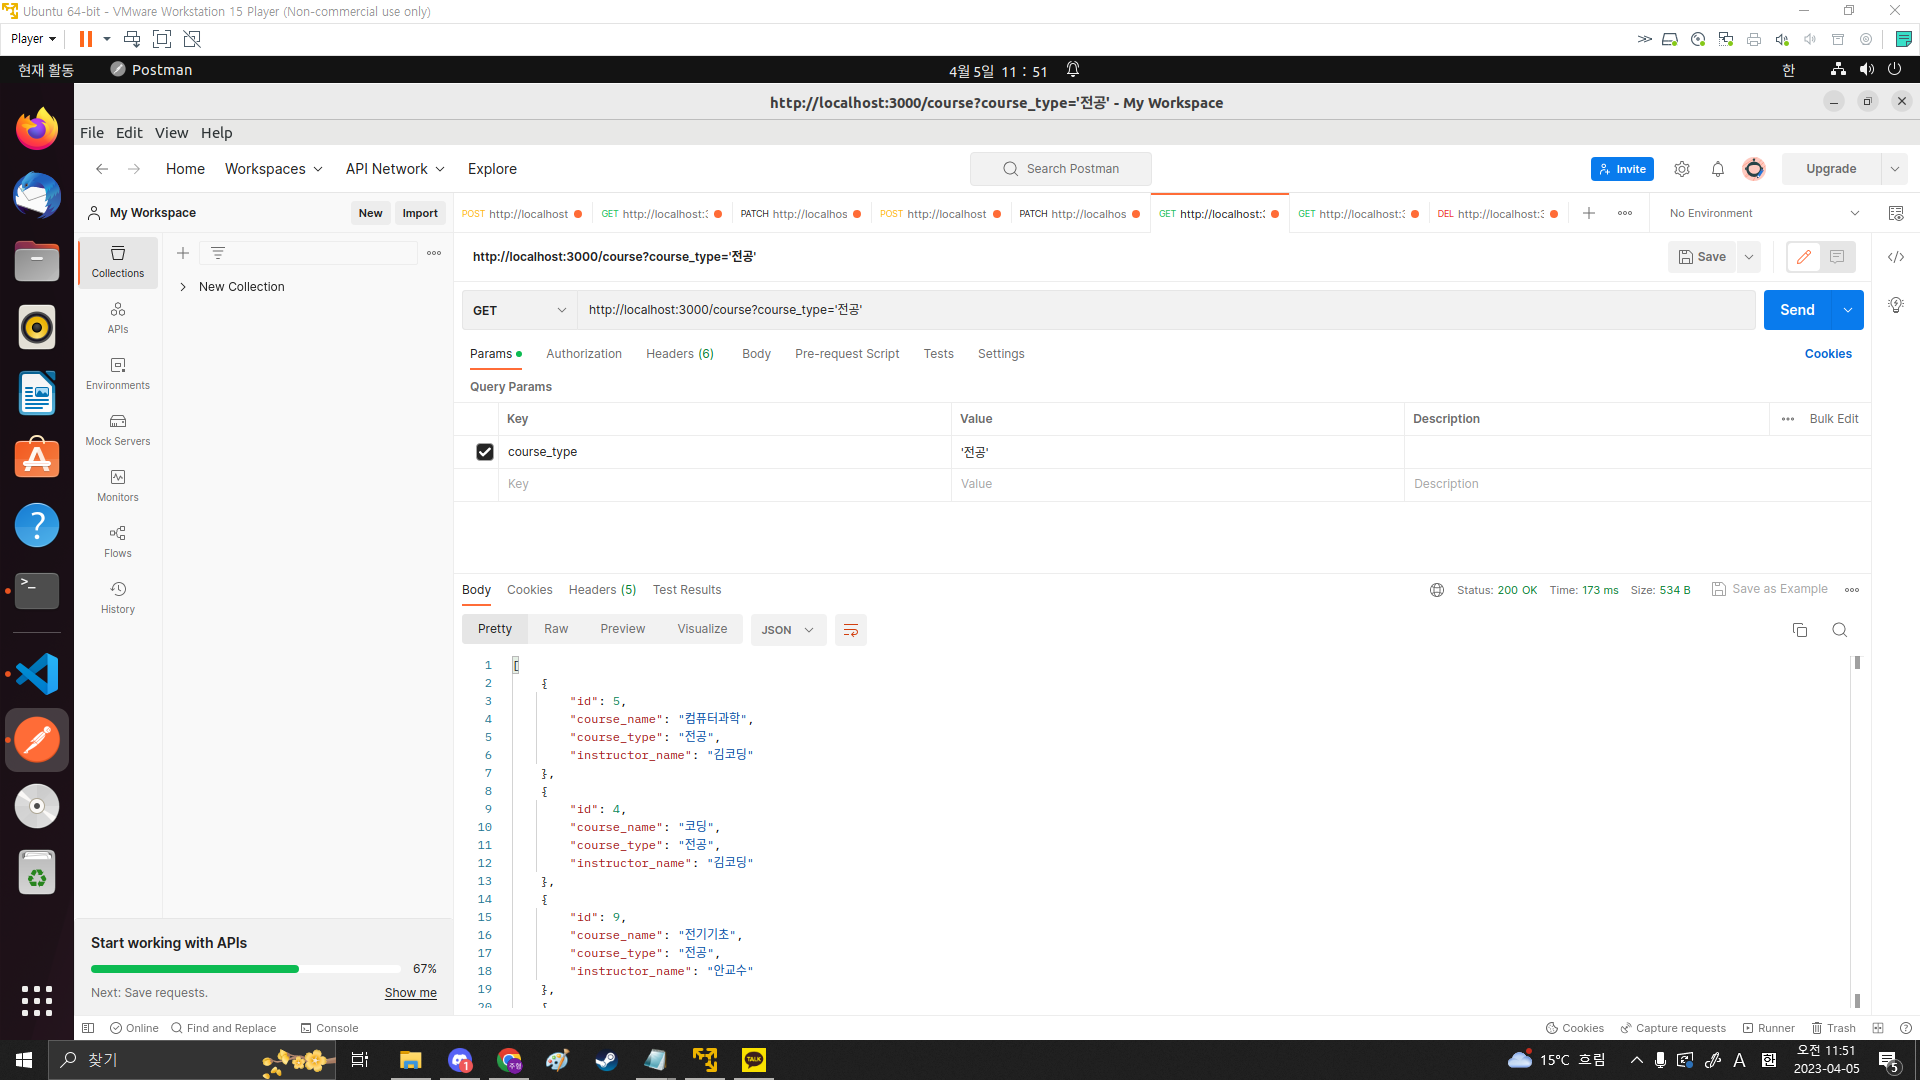 Ubuntu 64-bit - VMware Workstation 15 Player (Non-commercial use only)
Player
현재 활동 Postman 4월 5일 11 : 51 한
http://localhost:3000/course?course_type='전공' - My Workspace
File Edit View Help
Home Workspaces API Network Explore Search Postman Invite Upgrade
My Workspace New Import
POST http://localhost GET http://localhost:3 PATCH http://localhos POST http://localhost PATCH http://localhos GET http://localhost:3 GET http://localhost:3 DEL http://localhost:3 No Environment
Collections
APIs
Environments
Mock Servers
Monitors
Flows
History
New Collection
http://localhost:3000/course?course_type='전공' Save
GET http://localhost:3000/course?course_type='전공' Send
Params Authorization Headers (6) Body Pre-request Script Tests Settings Cookies
Query Params
Key Value Description Bulk Edit
course_type '전공'
Key Value Description
Body Cookies Headers (5) Test Results Status: 200 OK Time: 173 ms Size: 534 B Save as Example
Pretty Raw Preview Visualize JSON
1 [
2 {
3 "id": 5,
4 "course_name": "컴퓨터과학",
5 "course_type": "전공",
6 "instructor_name": "김코딩"
7 },
8 {
9 "id": 4,
10 "course_name": "코딩",
11 "course_type": "전공",
12 "instructor_name": "김코딩"
13 },
14 {
15 "id": 9,
16 "course_name": "전기기초",
17 "course_type": "전공",
18 "instructor_name": "안교수"
19 },
20 {
Start working with APIs
67%
Next: Save requests. Show me
Online Find and Replace Console Cookies Capture requests Runner Trash
찾기 1 주형 TALK 15°C 흐림 A 한 오전 11:51
2023-04-05 5